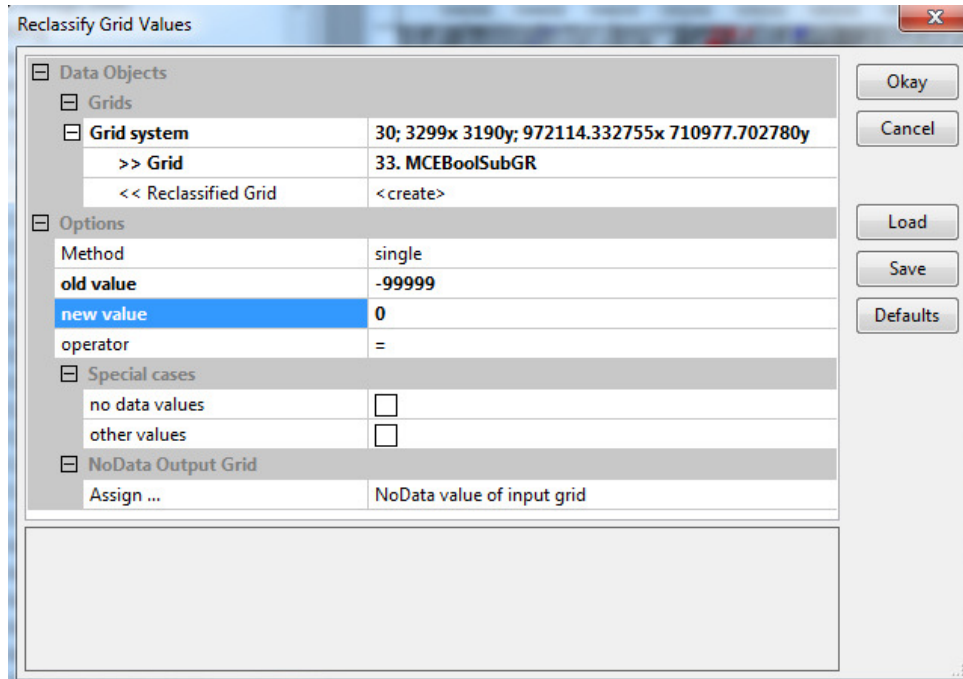 Reclassify Grid Values
Data Objects
Okay
Grids
Grid system 30; 3299x 3190y; 972114.332755x 710977.702780y
Cancel
>> Grid 33. MCEBoolSubGR
<< Reclassified Grid <create>
Options
Load
Method single
old value -99999
Save
new value 0
Defaults
operator =
Special cases
no data values
other values
NoData Output Grid
Assign ... NoData value of input grid